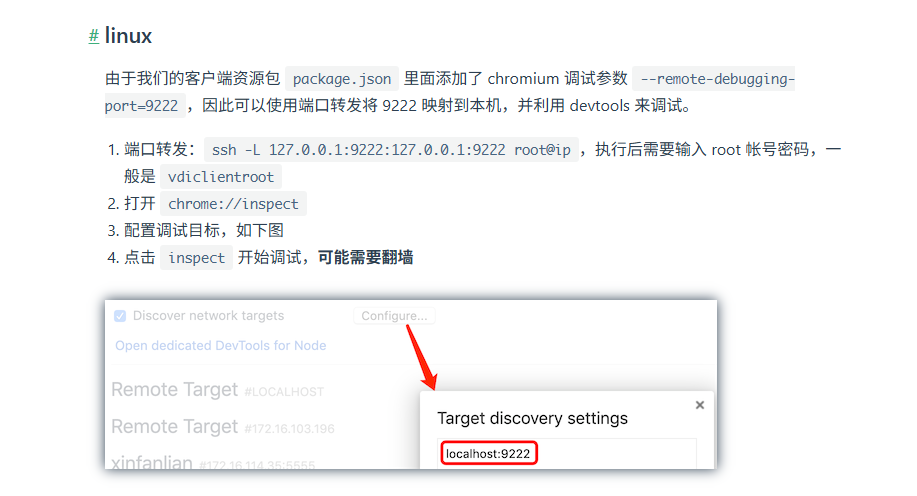 # linux
由于我们的客户端资源包 package.json 里面添加了 chromium 调试参数 --remote-debugging-
port=9222 ，因此可以使用端口转发将 9222 映射到本机，并利用 devtools 来调试。
1. 端口转发： ssh -L 127.0.0.1:9222:127.0.0.1:9222 root@ip ，执行后需要输入 root 帐号密码，一
般是 vdiclientroot
2. 打开 chrome://inspect
3. 配置调试目标，如下图
4. 点击 inspect 开始调试，可能需要翻墙
Discover network targets Configure...
Open dedicated DevTools for Node
Remote Target #LOCALHOST
Target discovery settings
Remote Target #172.16.103.196
localhost:9222
xinfanlian #172.16.114.35:5555